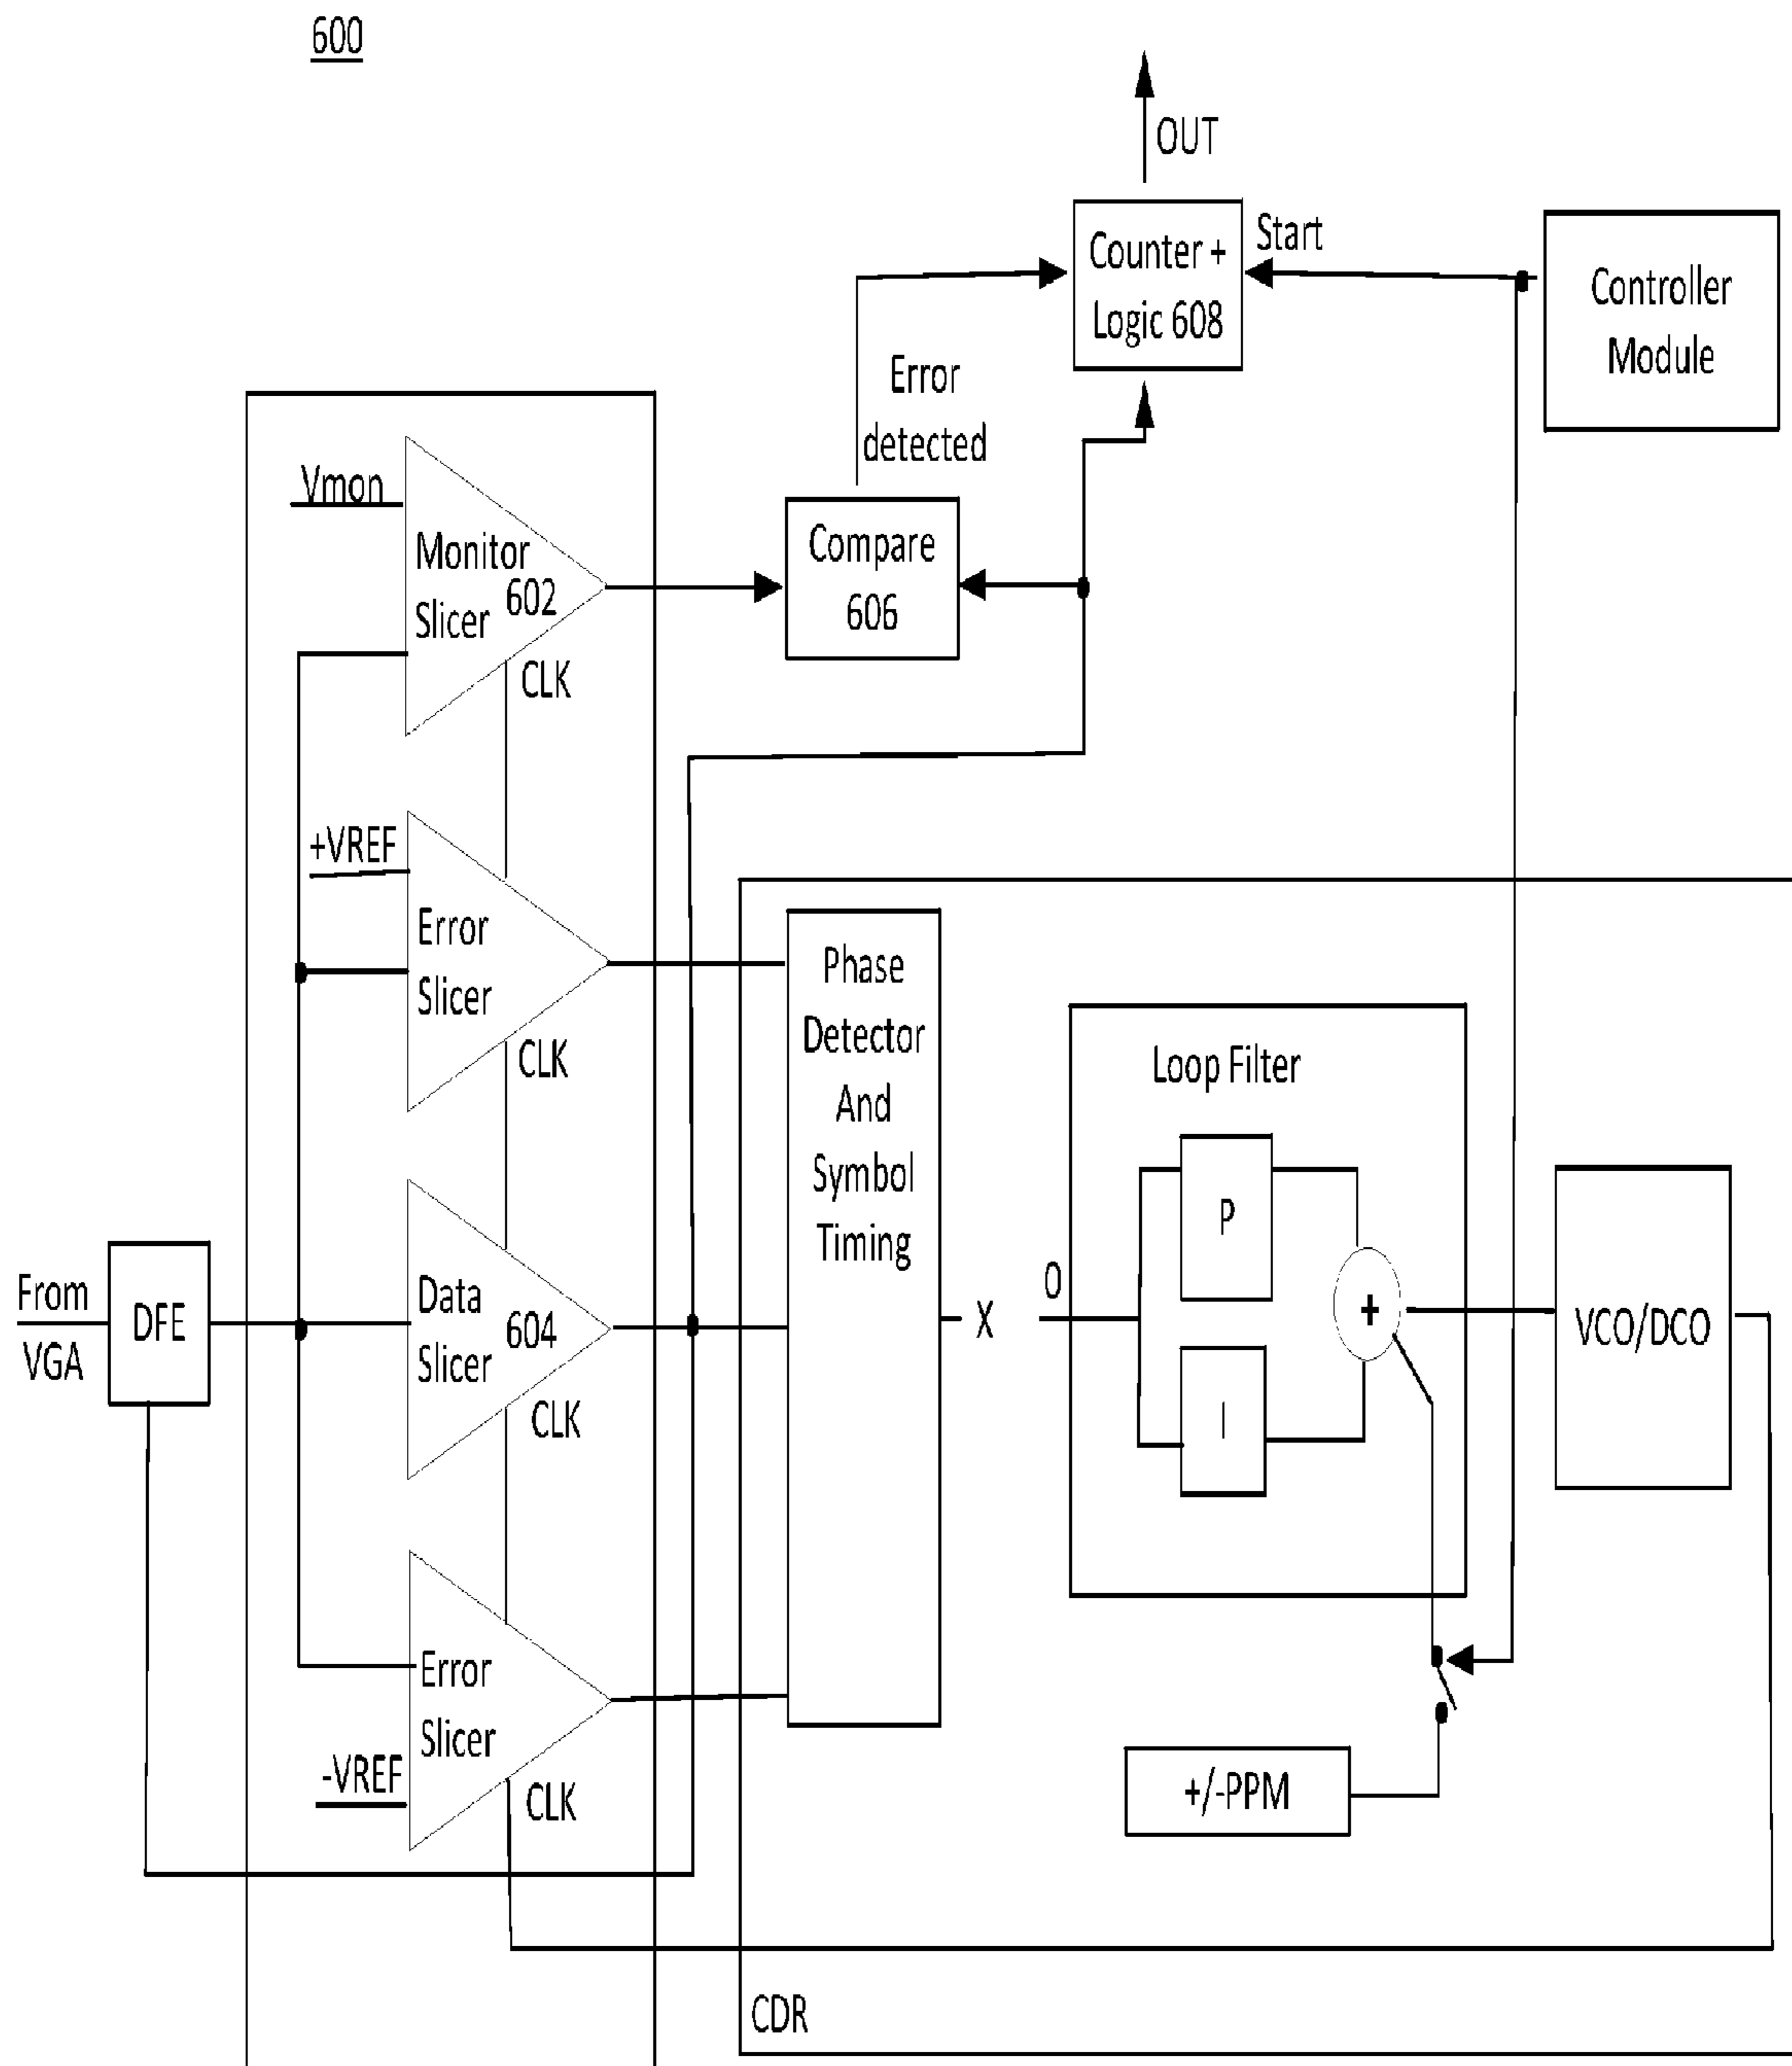 600
OUT
Counter +
Logic 608
Start
Controller
Module
Error
detected
Vmon
Monitor
Slicer 602
CLK
Compare
606
+VREF
Error
Slicer
CLK
Phase
Detector
And
Symbol
Timing
Loop Filter
P
I
+
0
X
VCO/DCO
From
VGA
DFE
Data
Slicer 604
CLK
Error
Slicer
-VREF
CLK
+/-PPM
CDR